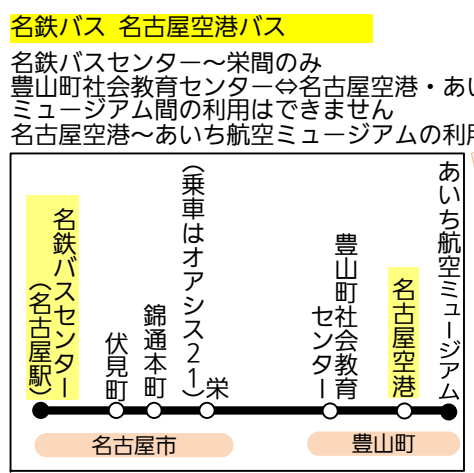 名鉄バス 名古屋空港バス
名鉄バスセンター～栄間のみ
豊山町社会教育センター⇔名古屋空港・あい
ミュージアム間の利用はできません
名古屋空港～あいち航空ミュージアムの利用
名鉄バスセンター
（名古屋駅）
伏見町
錦通本町
栄
（乗車はオアシス21）
豊山町社会教育
センター
名古屋空港
あいち航空ミュージアム
名古屋市
豊山町